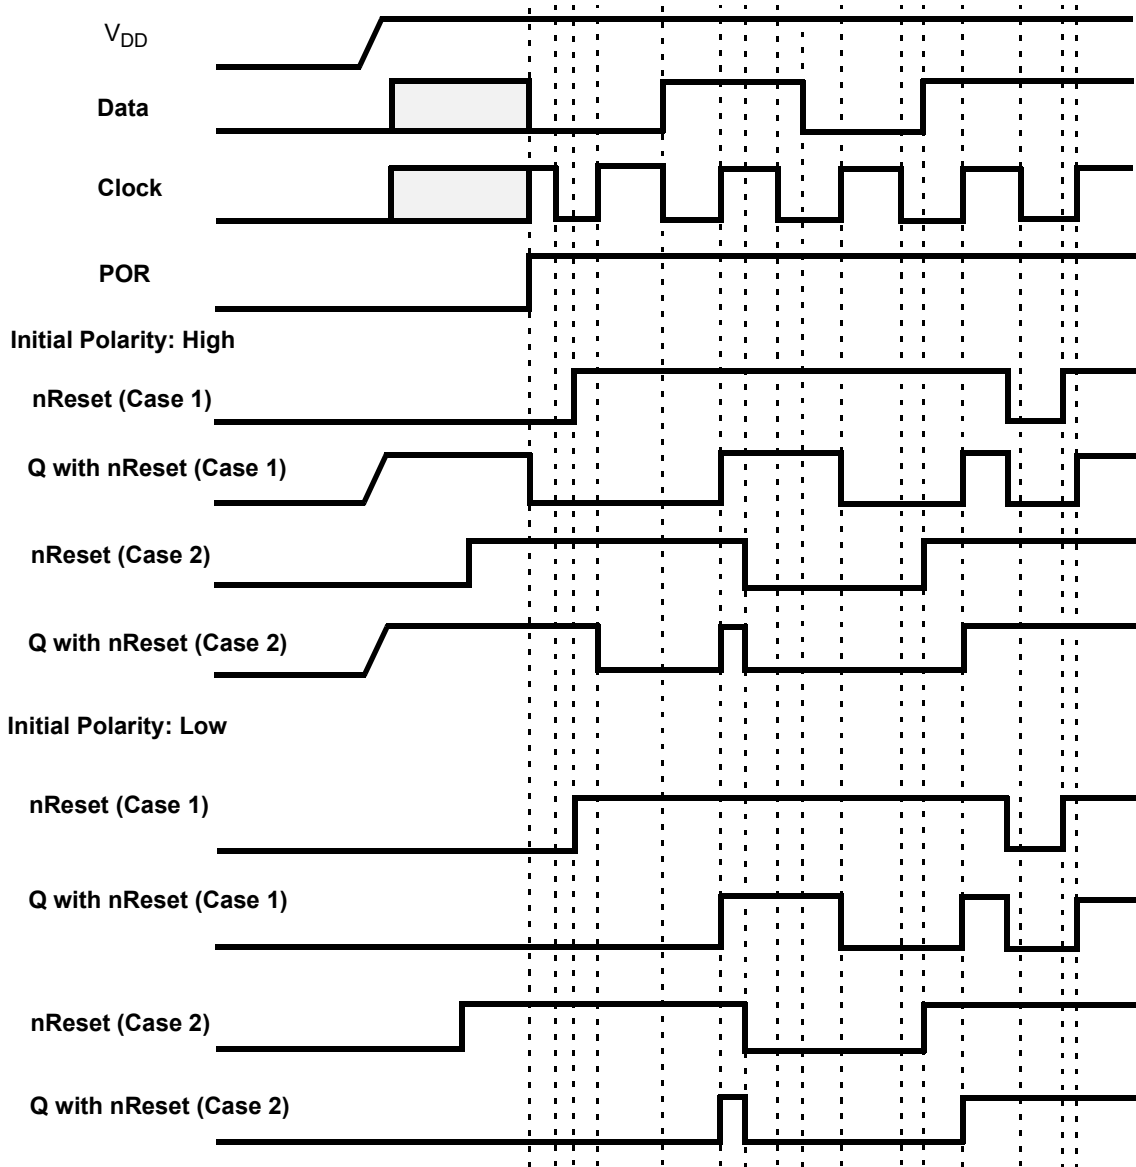 VDD
Data
Clock
POR
Initial Polarity: High
nReset (Case 1)
Q with nReset (Case 1)
nReset (Case 2)
Q with nReset (Case 2)
Initial Polarity: Low
nReset (Case 1)
Q with nReset (Case 1)
nReset (Case 2)
Q with nReset (Case 2)